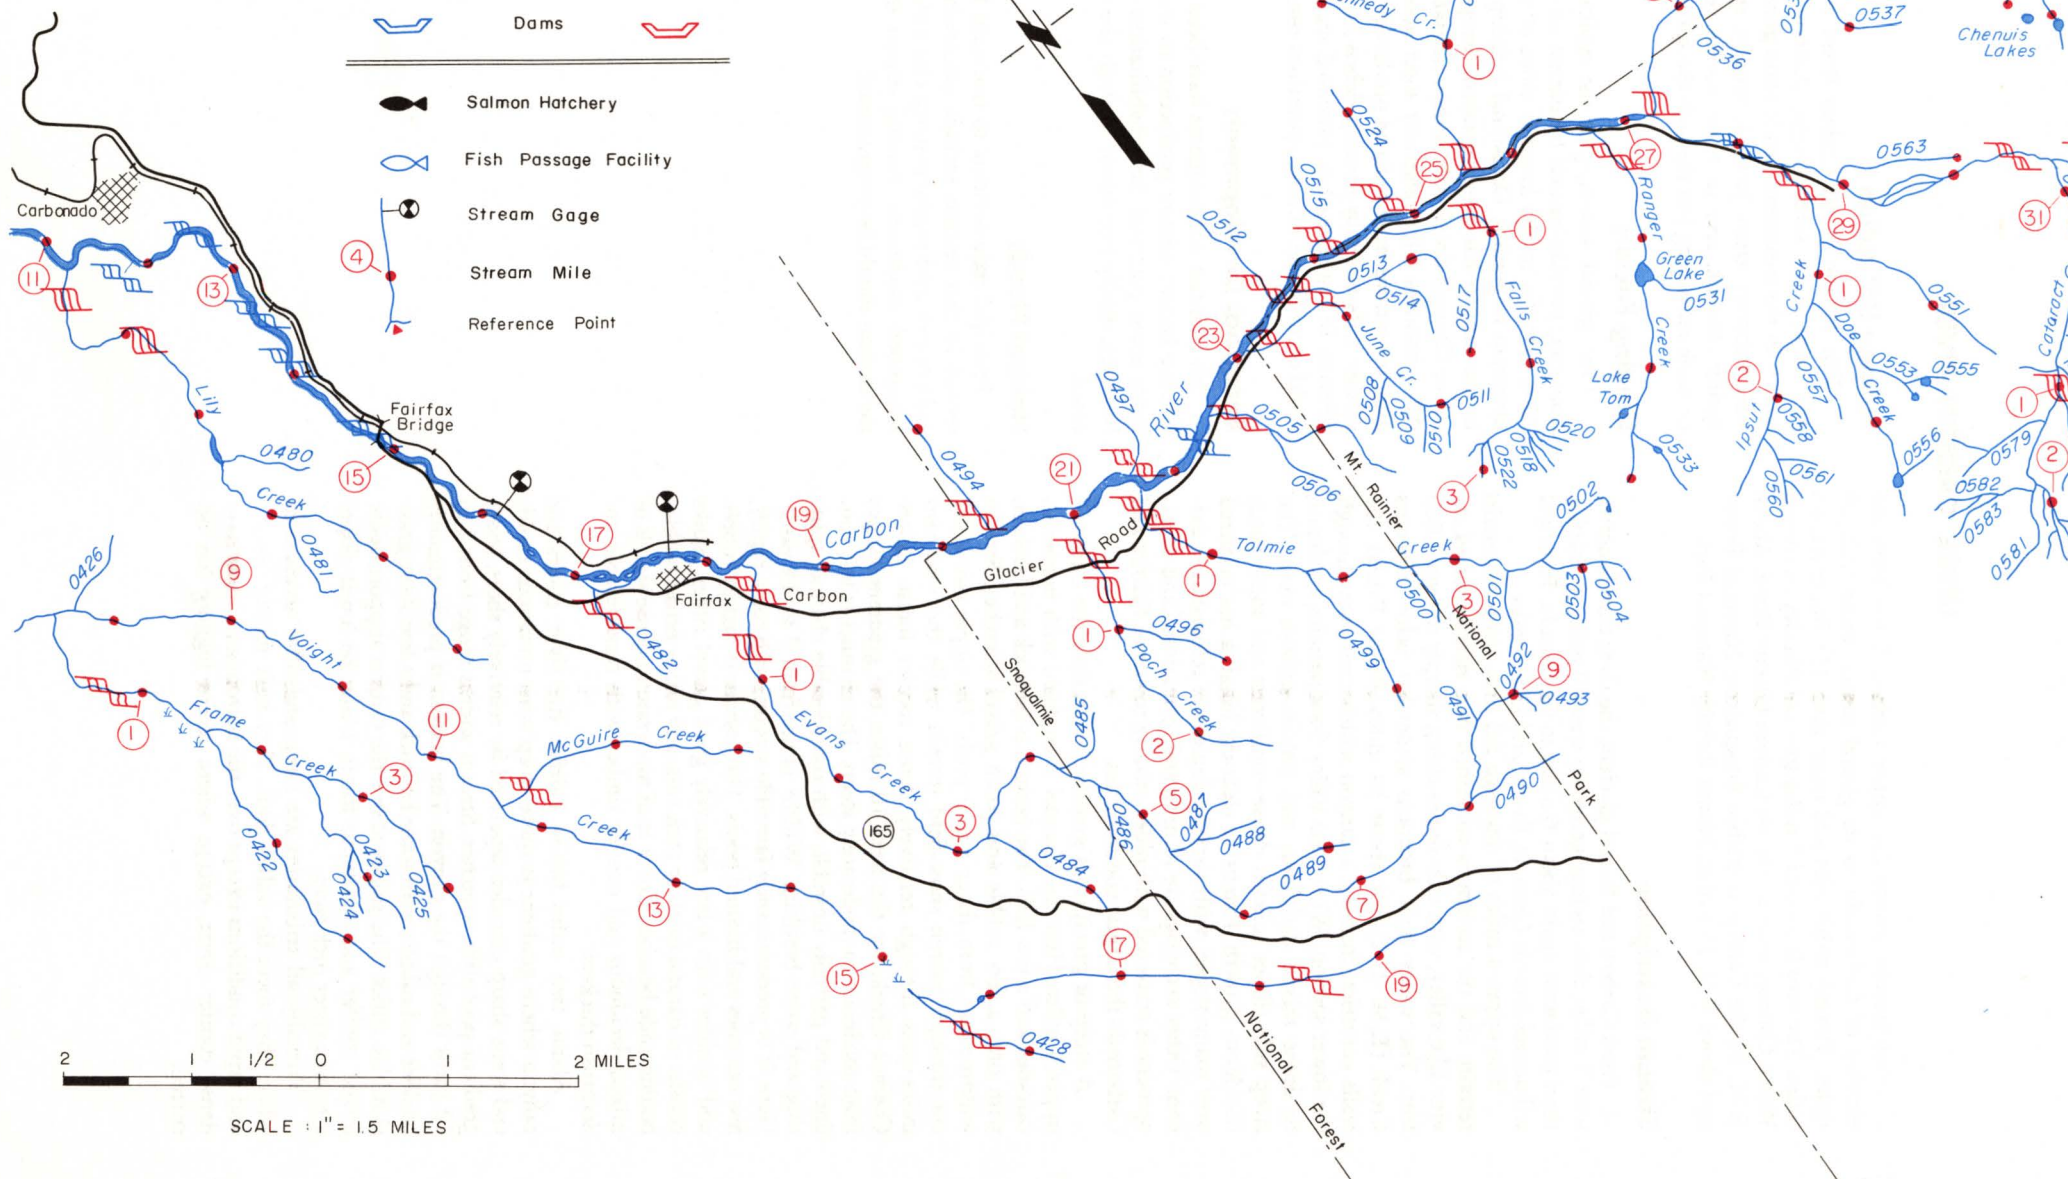 Dams
Salmon Hatchery
Fish Passage Facility
Stream Gage
4
Stream Mile
Reference Point
Cr.
1
0536
0537
Chenuis
Lakes
0524
25
27
0563
31
29
0515
0512
1
Ranger
Green
Lake
0531
Creek
0513
0514
0517
Falls
Creek
Creek
1
0551
Doe
Creek
0553
0555
0556
0557
2
0558
Ipsut
0560
0561
Cataract
1
2
0579
0582
0583
0581
Lake
Tom
0533
Carbonado
11
13
Lily
Fairfax
Bridge
15
0480
Creek
0481
17
19
Carbon
River
21
23
0494
0497
0505
0506
June Cr.
0508
0509
0510
0511
0518
0520
0522
3
Fairfax
Carbon
Glacier
Road
Tolmie
Creek
1
3
0499
0500
0501
0502
0503
0504
0492
9
0493
0491
0490
Mt
Rainier
National
Park
0426
9
Voight
0482
1
Evans
Creek
1
0496
Poch
Creek
2
0485
Snoqualmie
National
Forest
1
Frame
Creek
3
11
McGuire Creek
Creek
0422
0423
0424
0425
13
165
3
0484
5
0486
0487
0488
0489
7
15
17
19
0428
2 1 1/2 0 1 2 MILES
SCALE : 1" = 1.5 MILES